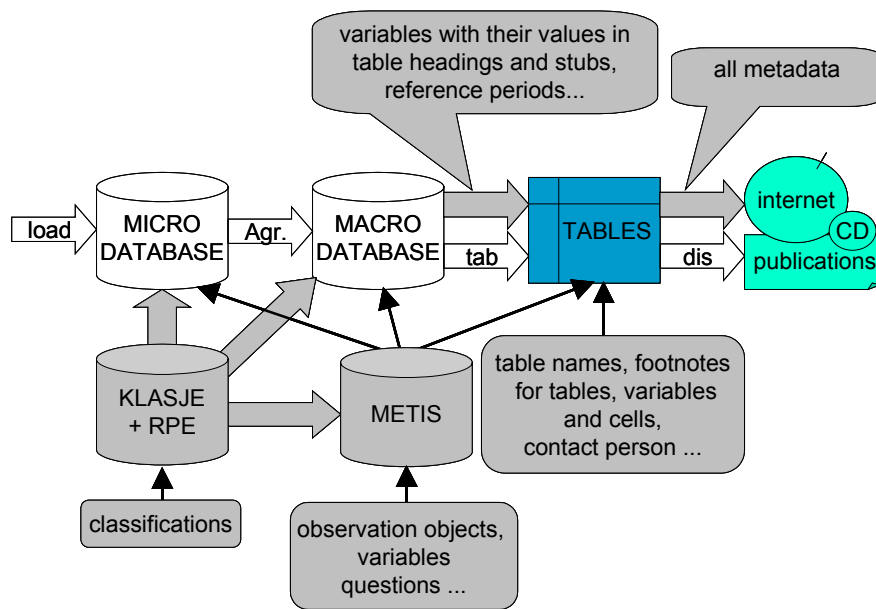 variables with their values in
table headings and stubs,
reference periods...
all metadata
load
MICRO
DATABASE
Agr.
MACRO
DATABASE
tab
TABLES
dis
internet
CD
publications
KLASJE
+ RPE
METIS
table names, footnotes
for tables, variables
and cells,
contact person ...
classifications
observation objects,
variables
questions ...